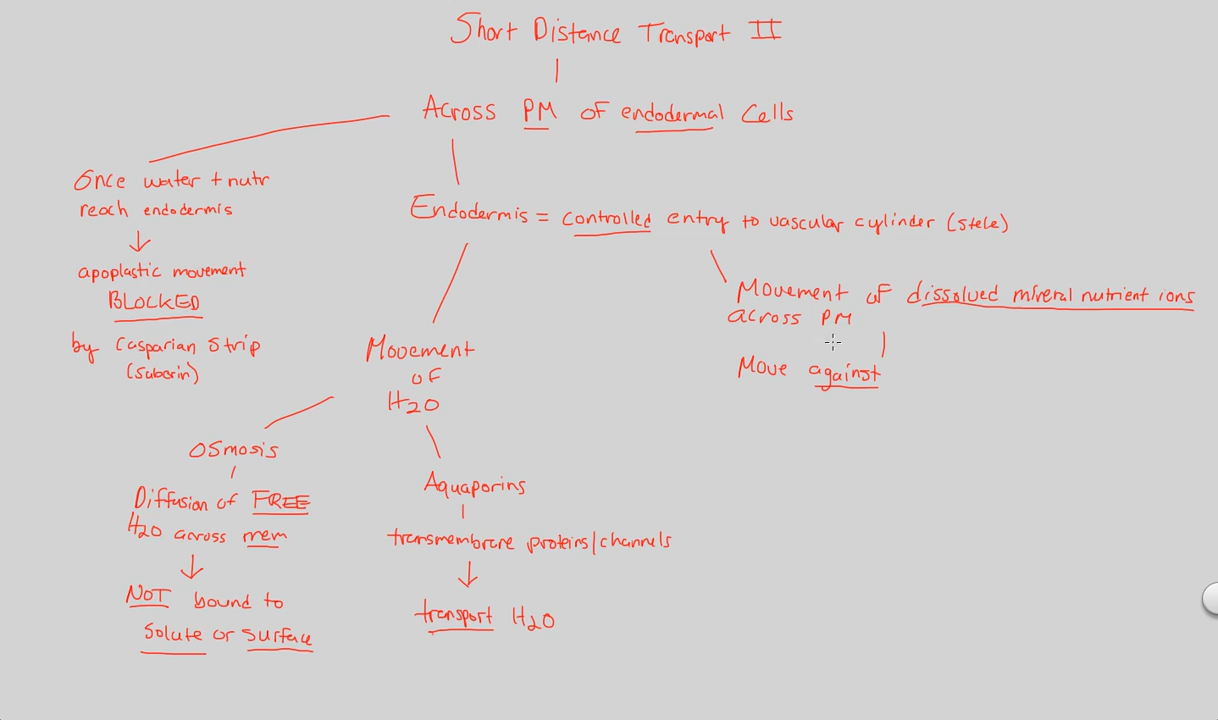 Short Distance Transport II
Across PM of endodermal Cells
Once water + nutr
reach endodermis
apoplastic movement
BLOCKED
by Casparian Strip
(suberin)
Endodermis = controlled entry to vascular cylinder (stele)
Movement
of
H2O
Osmosis
Diffusion of FREE
H2O across mem
NOT bound to
Solute or surface
Aquaporins
transmembrane proteins/channels
transport H2O
Movement of dissolved mineral nutrient ions
across PM
Move against